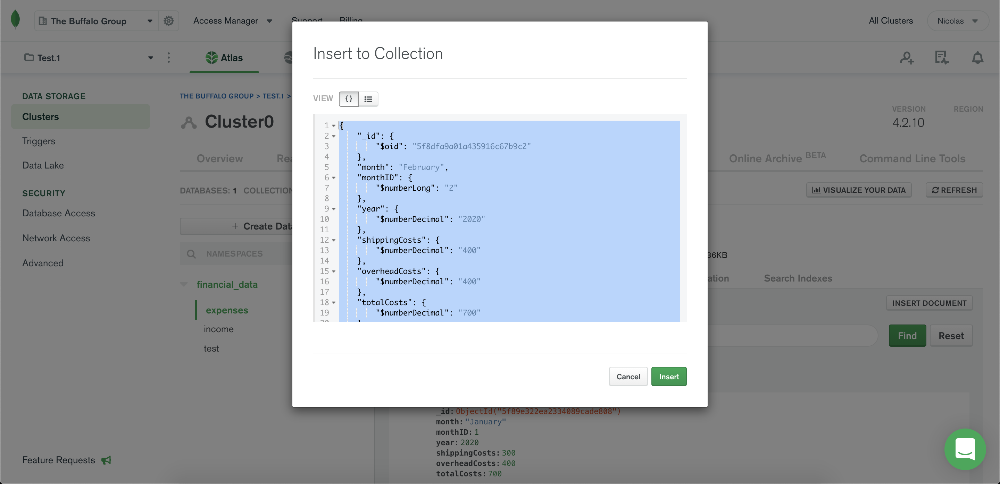 The Buffalo Group
Access Manager
Support
Billing
All Clusters
Nicolas
Test.1
Atlas
DATA STORAGE
Clusters
Triggers
Data Lake
SECURITY
Database Access
Network Access
Advanced
Feature Requests
THE BUFFALO GROUP > TEST.1 >
Cluster0
VERSION
4.2.10
REGION
Overview
Online Archive BETA
Command Line Tools
DATABASES: 1 COLLECTION
VISUALIZE YOUR DATA
REFRESH
+ Create Data
NAMESPACES
financial_data
expenses
income
test
36KB
ation
Search Indexes
INSERT DOCUMENT
Find
Reset
Insert to Collection
VIEW {}
1 {
2 "_id": {
3 "$oid": "5f8dfa9a01a435916c67b9c2"
4 },
5 "month": "February",
6 "monthID": {
7 "$numberLong": "2"
8 },
9 "year": {
10 "$numberDecimal": "2020"
11 },
12 "shippingCosts": {
13 "$numberDecimal": "400"
14 },
15 "overheadCosts": {
16 "$numberDecimal": "400"
17 },
18 "totalCosts": {
19 "$numberDecimal": "700"
Cancel
Insert
_id: ObjectId("5f89e322ea2334089cade808")
month: "January"
monthID: 1
year: 2020
shippingCosts: 300
overheadCosts: 400
totalCosts: 700